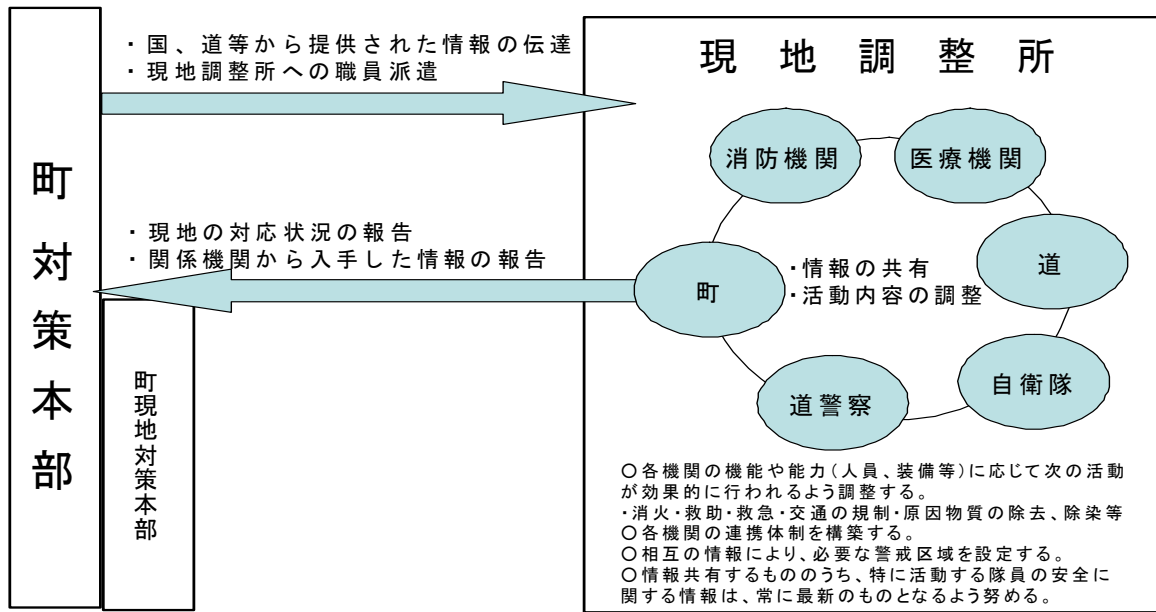 町対策本部
町現地対策本部
・国、道等から提供された情報の伝達
・現地調整所への職員派遣
・現地の対応状況の報告
・関係機関から入手した情報の報告
現地調整所
消防機関
医療機関
道
自衛隊
道警察
町
・情報の共有
・活動内容の調整
○各機関の機能や能力(人員、装備等)に応じて次の活動
が効果的に行われるよう調整する。
・消火・救助・救急・交通の規制・原因物質の除去、除染等
○各機関の連携体制を構築する。
○相互の情報により、必要な警戒区域を設定する。
○情報共有するもののうち、特に活動する隊員の安全に
関する情報は、常に最新のものとなるよう努める。